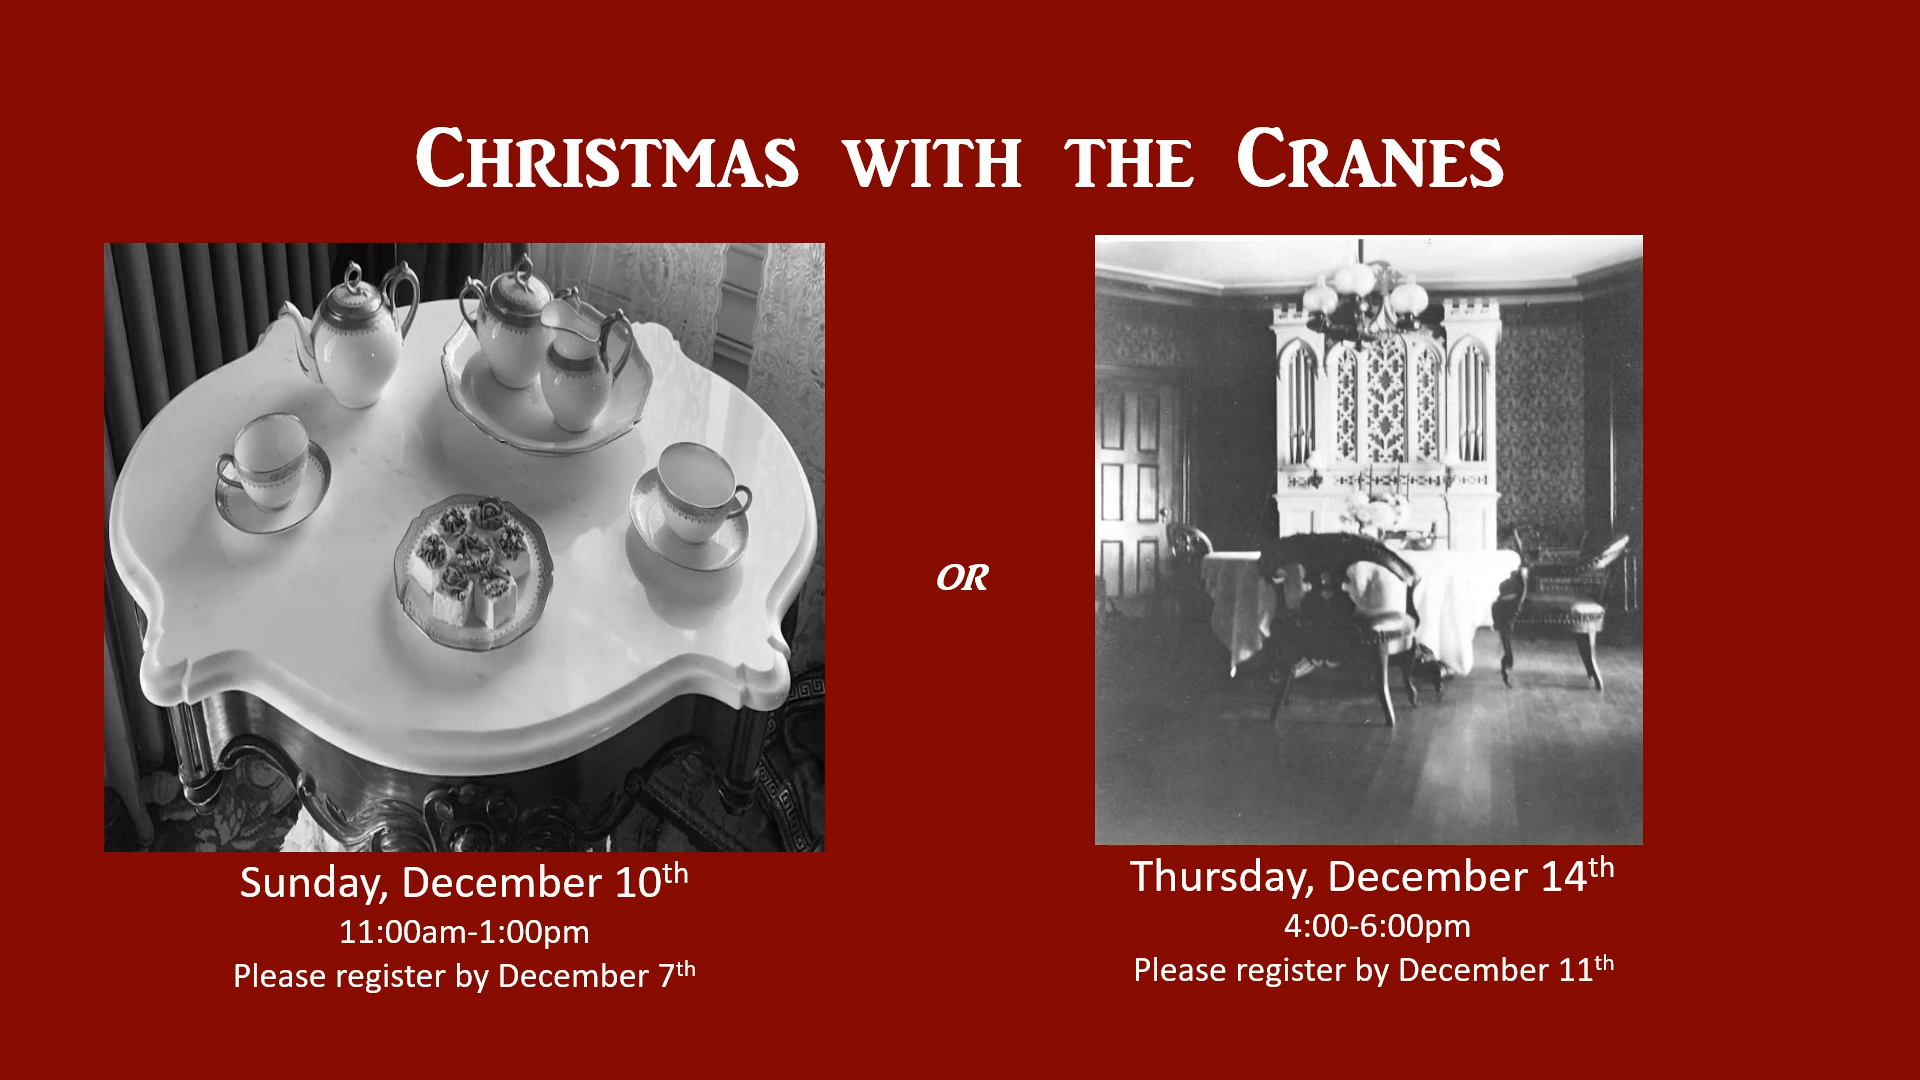 Christmas with the Cranes
or
Sunday, December 10th
11:00am-1:00pm
Please register by December 7th
Thursday, December 14th
4:00-6:00pm
Please register by December 11th